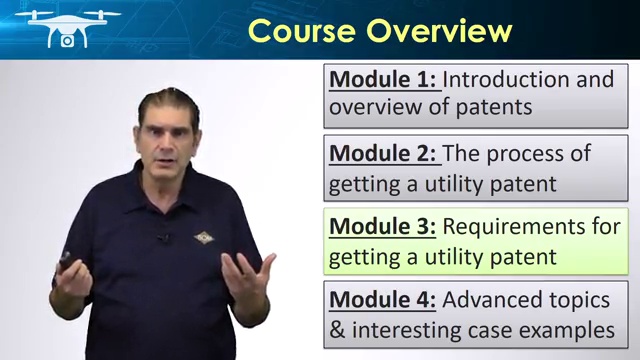 Course Overview
Module 1: Introduction and
overview of patents
Module 2: The process of
getting a utility patent
Module 3: Requirements for
getting a utility patent
Module 4: Advanced topics
& interesting case examples